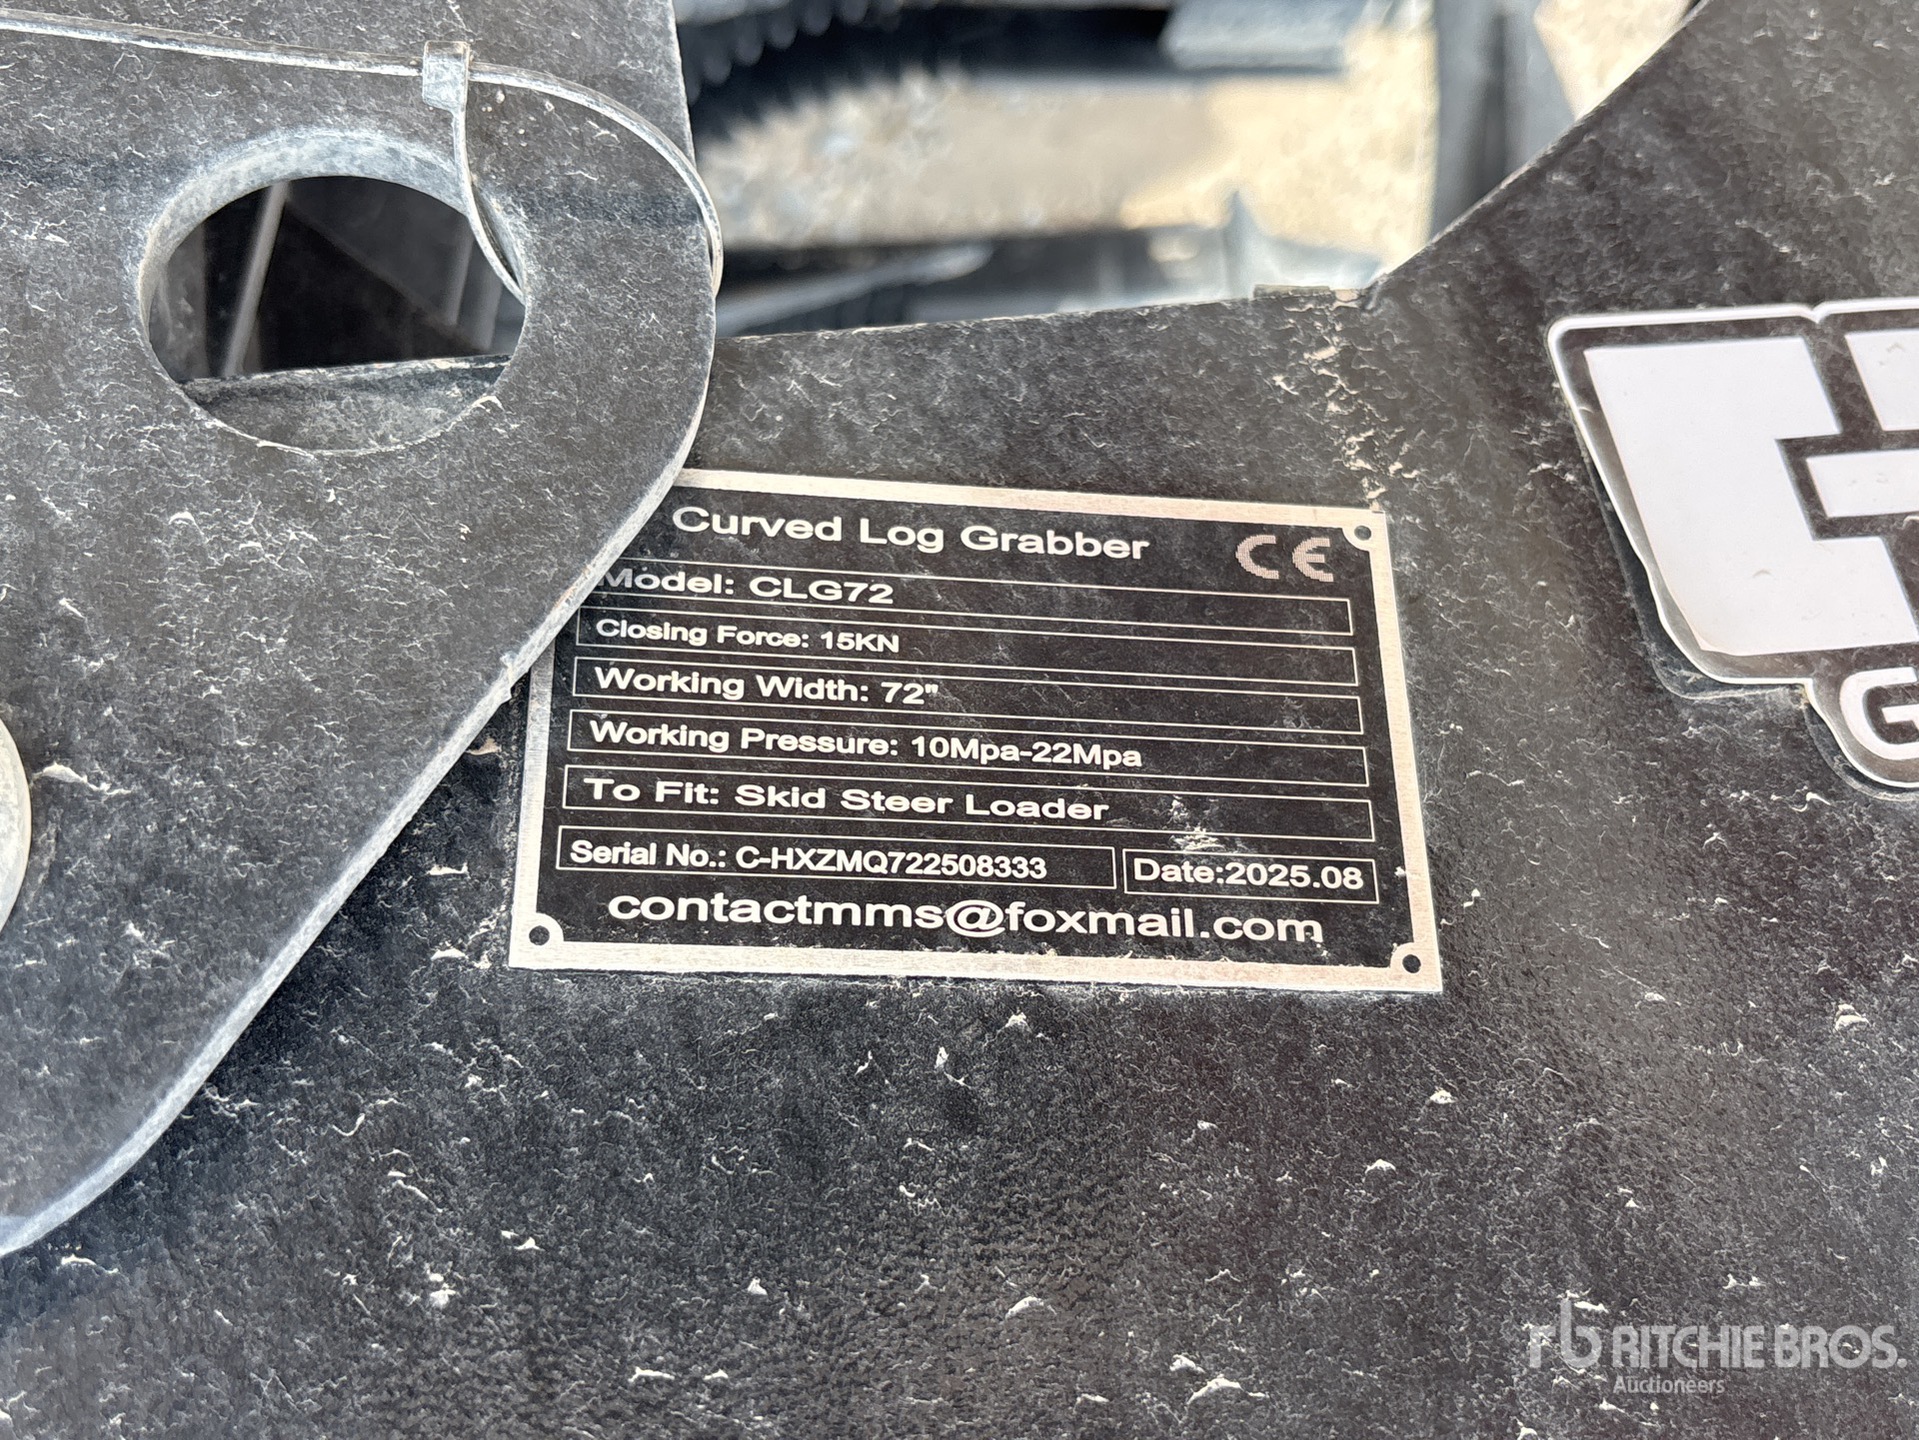 Curved Log Grabber CE
Model: CLG72
Closing Force: 15KN
Working Width: 72"
Working Pressure: 10Mpa-22Mpa
To Fit: Skid Steer Loader
Serial No.: C-HXZMQ722508333 Date:2025.08
contactmms@foxmail.com
rb RITCHIE BROS.
Auctioneers